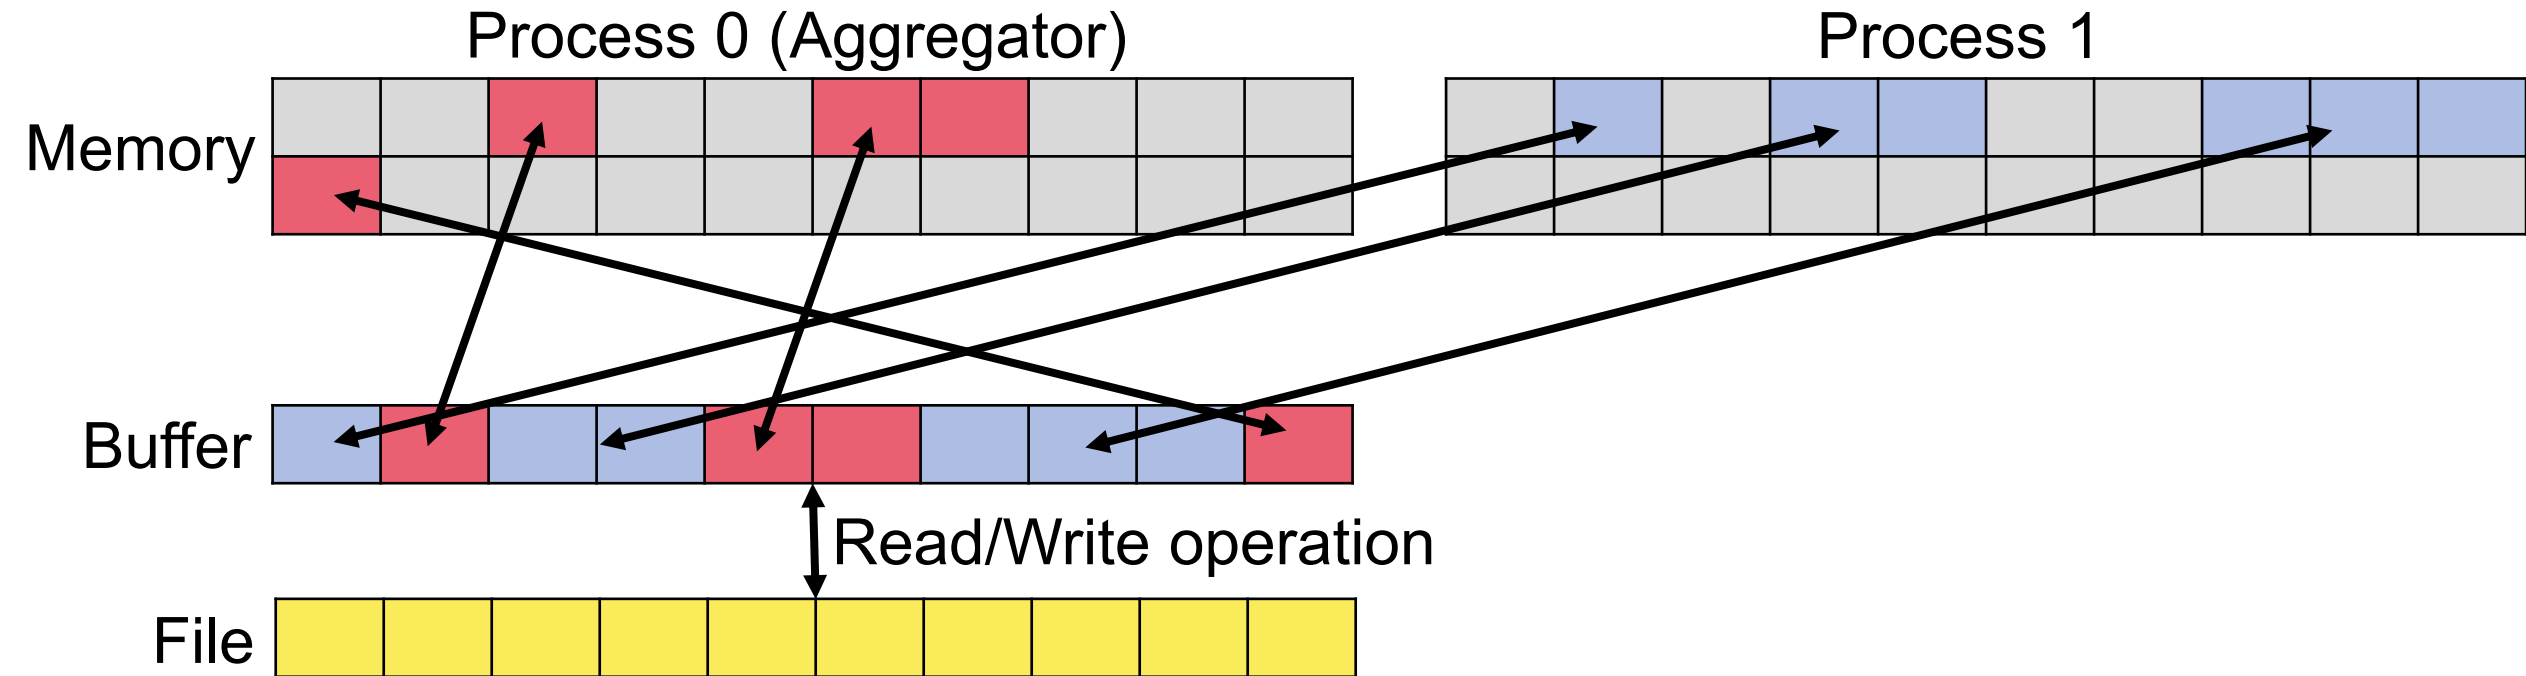 Process 0 (Aggregator)
Process 1
Memory
Buffer
Read/Write operation
File